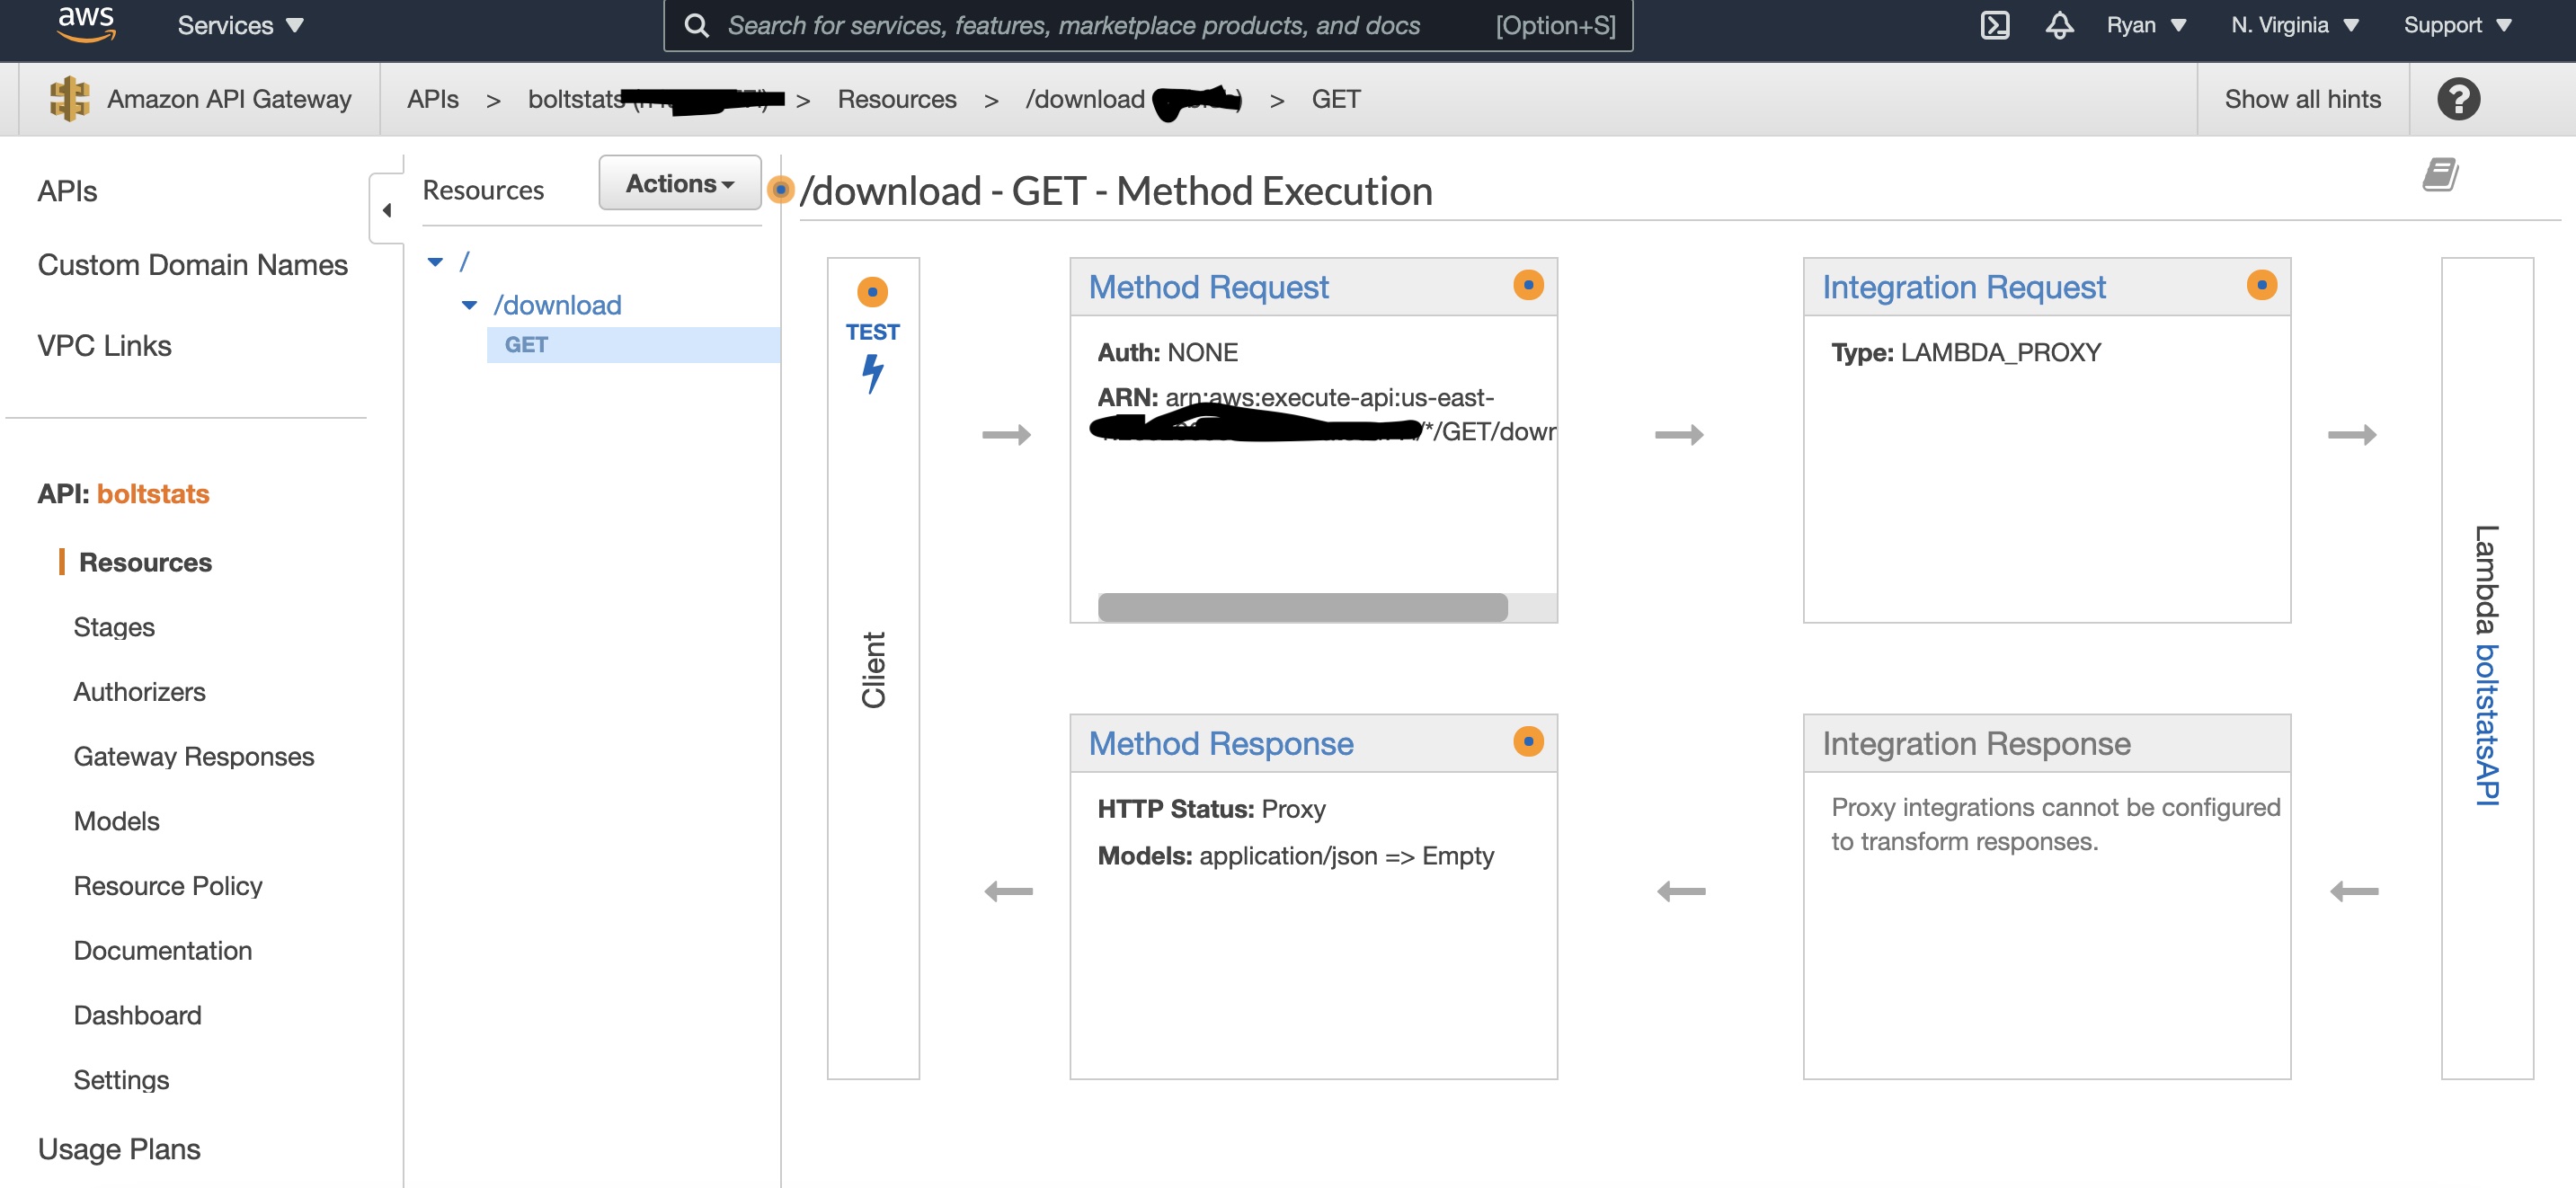 aws
Services
Search for services, features, marketplace products, and docs [Option+S]
Ryan
N. Virginia
Support
Amazon API Gateway
APIs > boltstats > Resources > /download > GET
Show all hints
?
APIs
Custom Domain Names
VPC Links
API: boltstats
Resources
Stages
Authorizers
Gateway Responses
Models
Resource Policy
Documentation
Dashboard
Settings
Usage Plans
Resources
Actions
/
/download
GET
/download - GET - Method Execution
TEST
Client
Method Request
Auth: NONE
ARN: arn:aws:execute-api:us-east-
/*/GET/down
Integration Request
Type: LAMBDA_PROXY
Method Response
HTTP Status: Proxy
Models: application/json => Empty
Integration Response
Proxy integrations cannot be configured
to transform responses.
Lambda boltstatsAPI